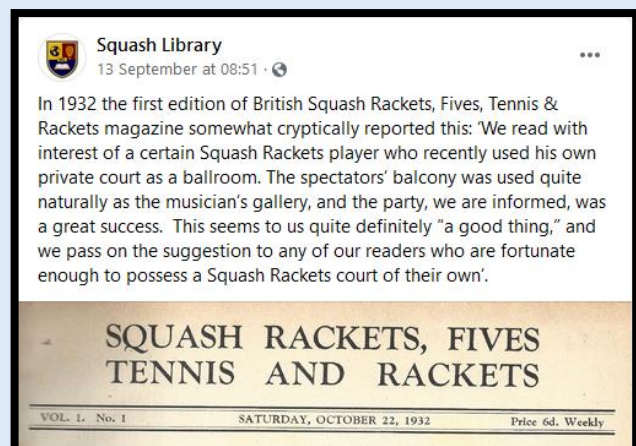 Squash Library
13 September at 08:51 ·
In 1932 the first edition of British Squash Rackets, Fives, Tennis &
Rackets magazine somewhat cryptically reported this: ‘We read with
interest of a certain Squash Rackets player who recently used his own
private court as a ballroom. The spectators’ balcony was used quite
naturally as the musician’s gallery, and the party, we are informed, was
a great success.  This seems to us quite definitely “a good thing,” and
we pass on the suggestion to any of our readers who are fortunate
enough to possess a Squash Rackets court of their own’.
SQUASH RACKETS, FIVES
TENNIS AND RACKETS
VOL. 1. No. 1 SATURDAY, OCTOBER 22, 1932 Price 6d. Weekly